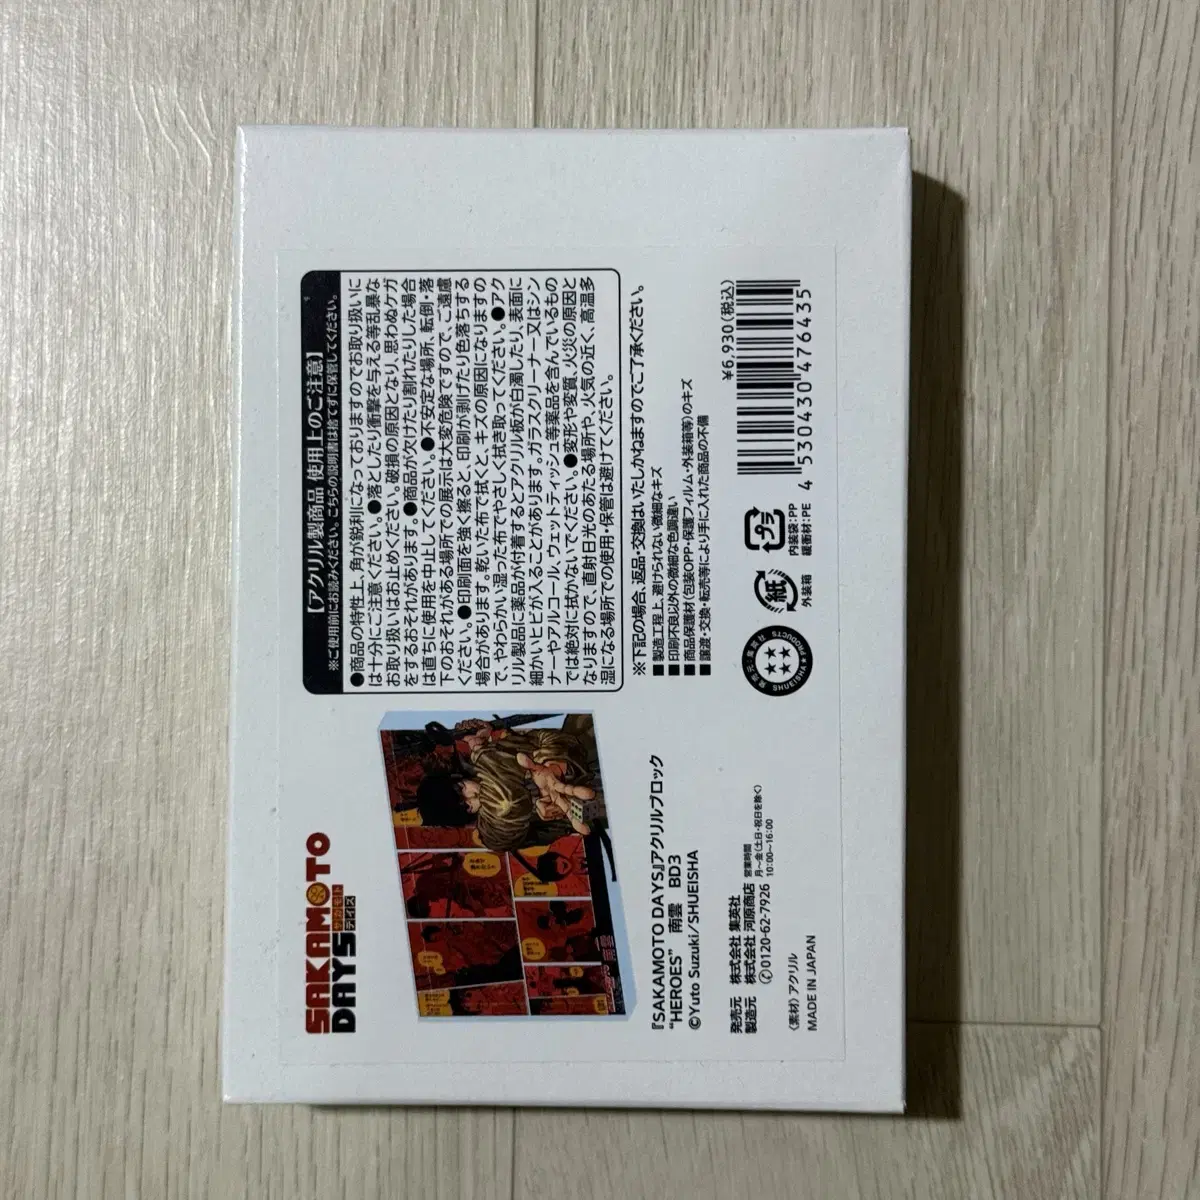 SAKAMOTO
DAYS
サカモト
デイズ
『SAKAMOTO DAYS』アクリルブロック
“HEROES” 南雲 BD3
©Yuto Suzuki/SHUEISHA
発売元 株式会社 集英社
製造元 株式会社 河原商店
✆0120-62-7926
営業時間
月～金(土日・祝日を除く)
10:00～16:00
〈素材〉アクリル
MADE IN JAPAN
【アクリル製商品 使用上のご注意】
※ご使用前にお読みください。こちらの説明書は捨てずに保管してください。
●商品の特性上、角が鋭利になっておりますのでお取り扱いに
は十分にご注意ください。●落としたり衝撃を与える等乱暴な
お取り扱いはお止めください。破損の原因となり、思わぬケガ
をするおそれがあります。●商品が欠けたり割れたりした場合
は直ちに使用を中止してください。●不安定な場所、転倒・落
下のおそれがある場所での展示は大変危険ですので、ご遠慮
ください。●印刷面を強く擦ると、印刷が剥げたり色落ちする
場合があります。乾いた布で拭くと、キズの原因になりますの
で、やわらかい湿った布でやさしく拭き取ってください。●アク
リル製品に薬品が付着するとアクリル板が白濁したり、表面に
細かいヒビが入ることがあります。ガラスクリーナー又はシン
ナーやアルコール、ウェットティッシュ等薬品を含んでいるもの
では絶対に拭かないでください。●変形や変質、火災の原因と
なりますので、直射日光のあたる場所や、火気の近く、高温多
湿になる場所での使用・保管は避けてください。
※下記の場合、返品・交換はいたしかねますのでご了承ください。
■製造工程上、避けられない微細なキズ
■印刷不良以外の微細な色調違い
■商品保護材(包装OPP・保護フィルム・外装箱等)のキズ
■譲渡・交換・転売等により手に入れた商品の不備
SHUEISHA★PRODUCTS
紙
外装箱
プラ
内装袋:PP
緩衝材:PE
¥6,930(税込)
4 530430 476435